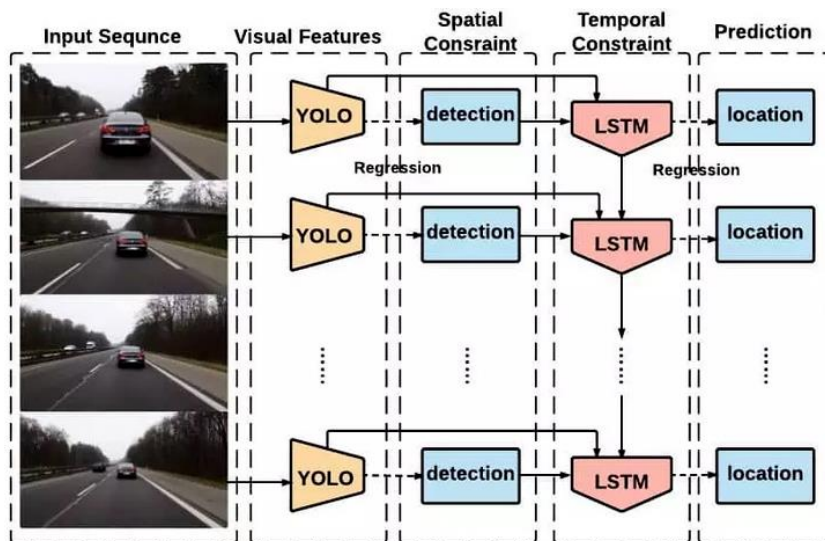 Input Sequnce
Visual Features
Spatial
Consraint
Temporal
Constraint
Prediction
YOLO
detection
LSTM
location
Regression
Regression
YOLO
detection
LSTM
location
YOLO
detection
LSTM
location